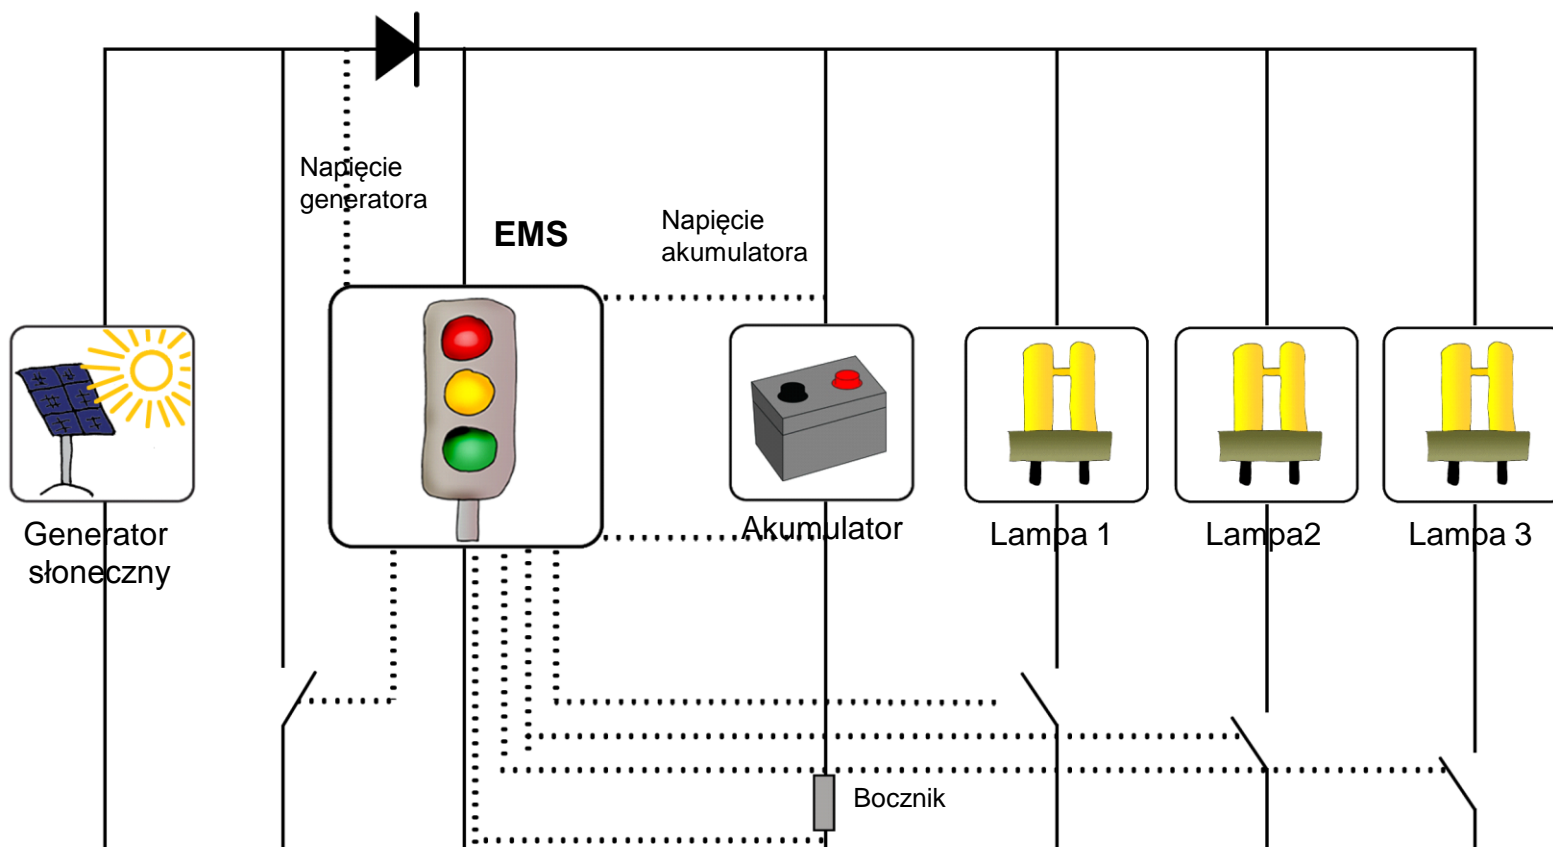 Napięcie
generatora
EMS
Napięcie
akumulatora
Generator
słoneczny
Akumulator
Lampa 1
Lampa2
Lampa 3
Bocznik